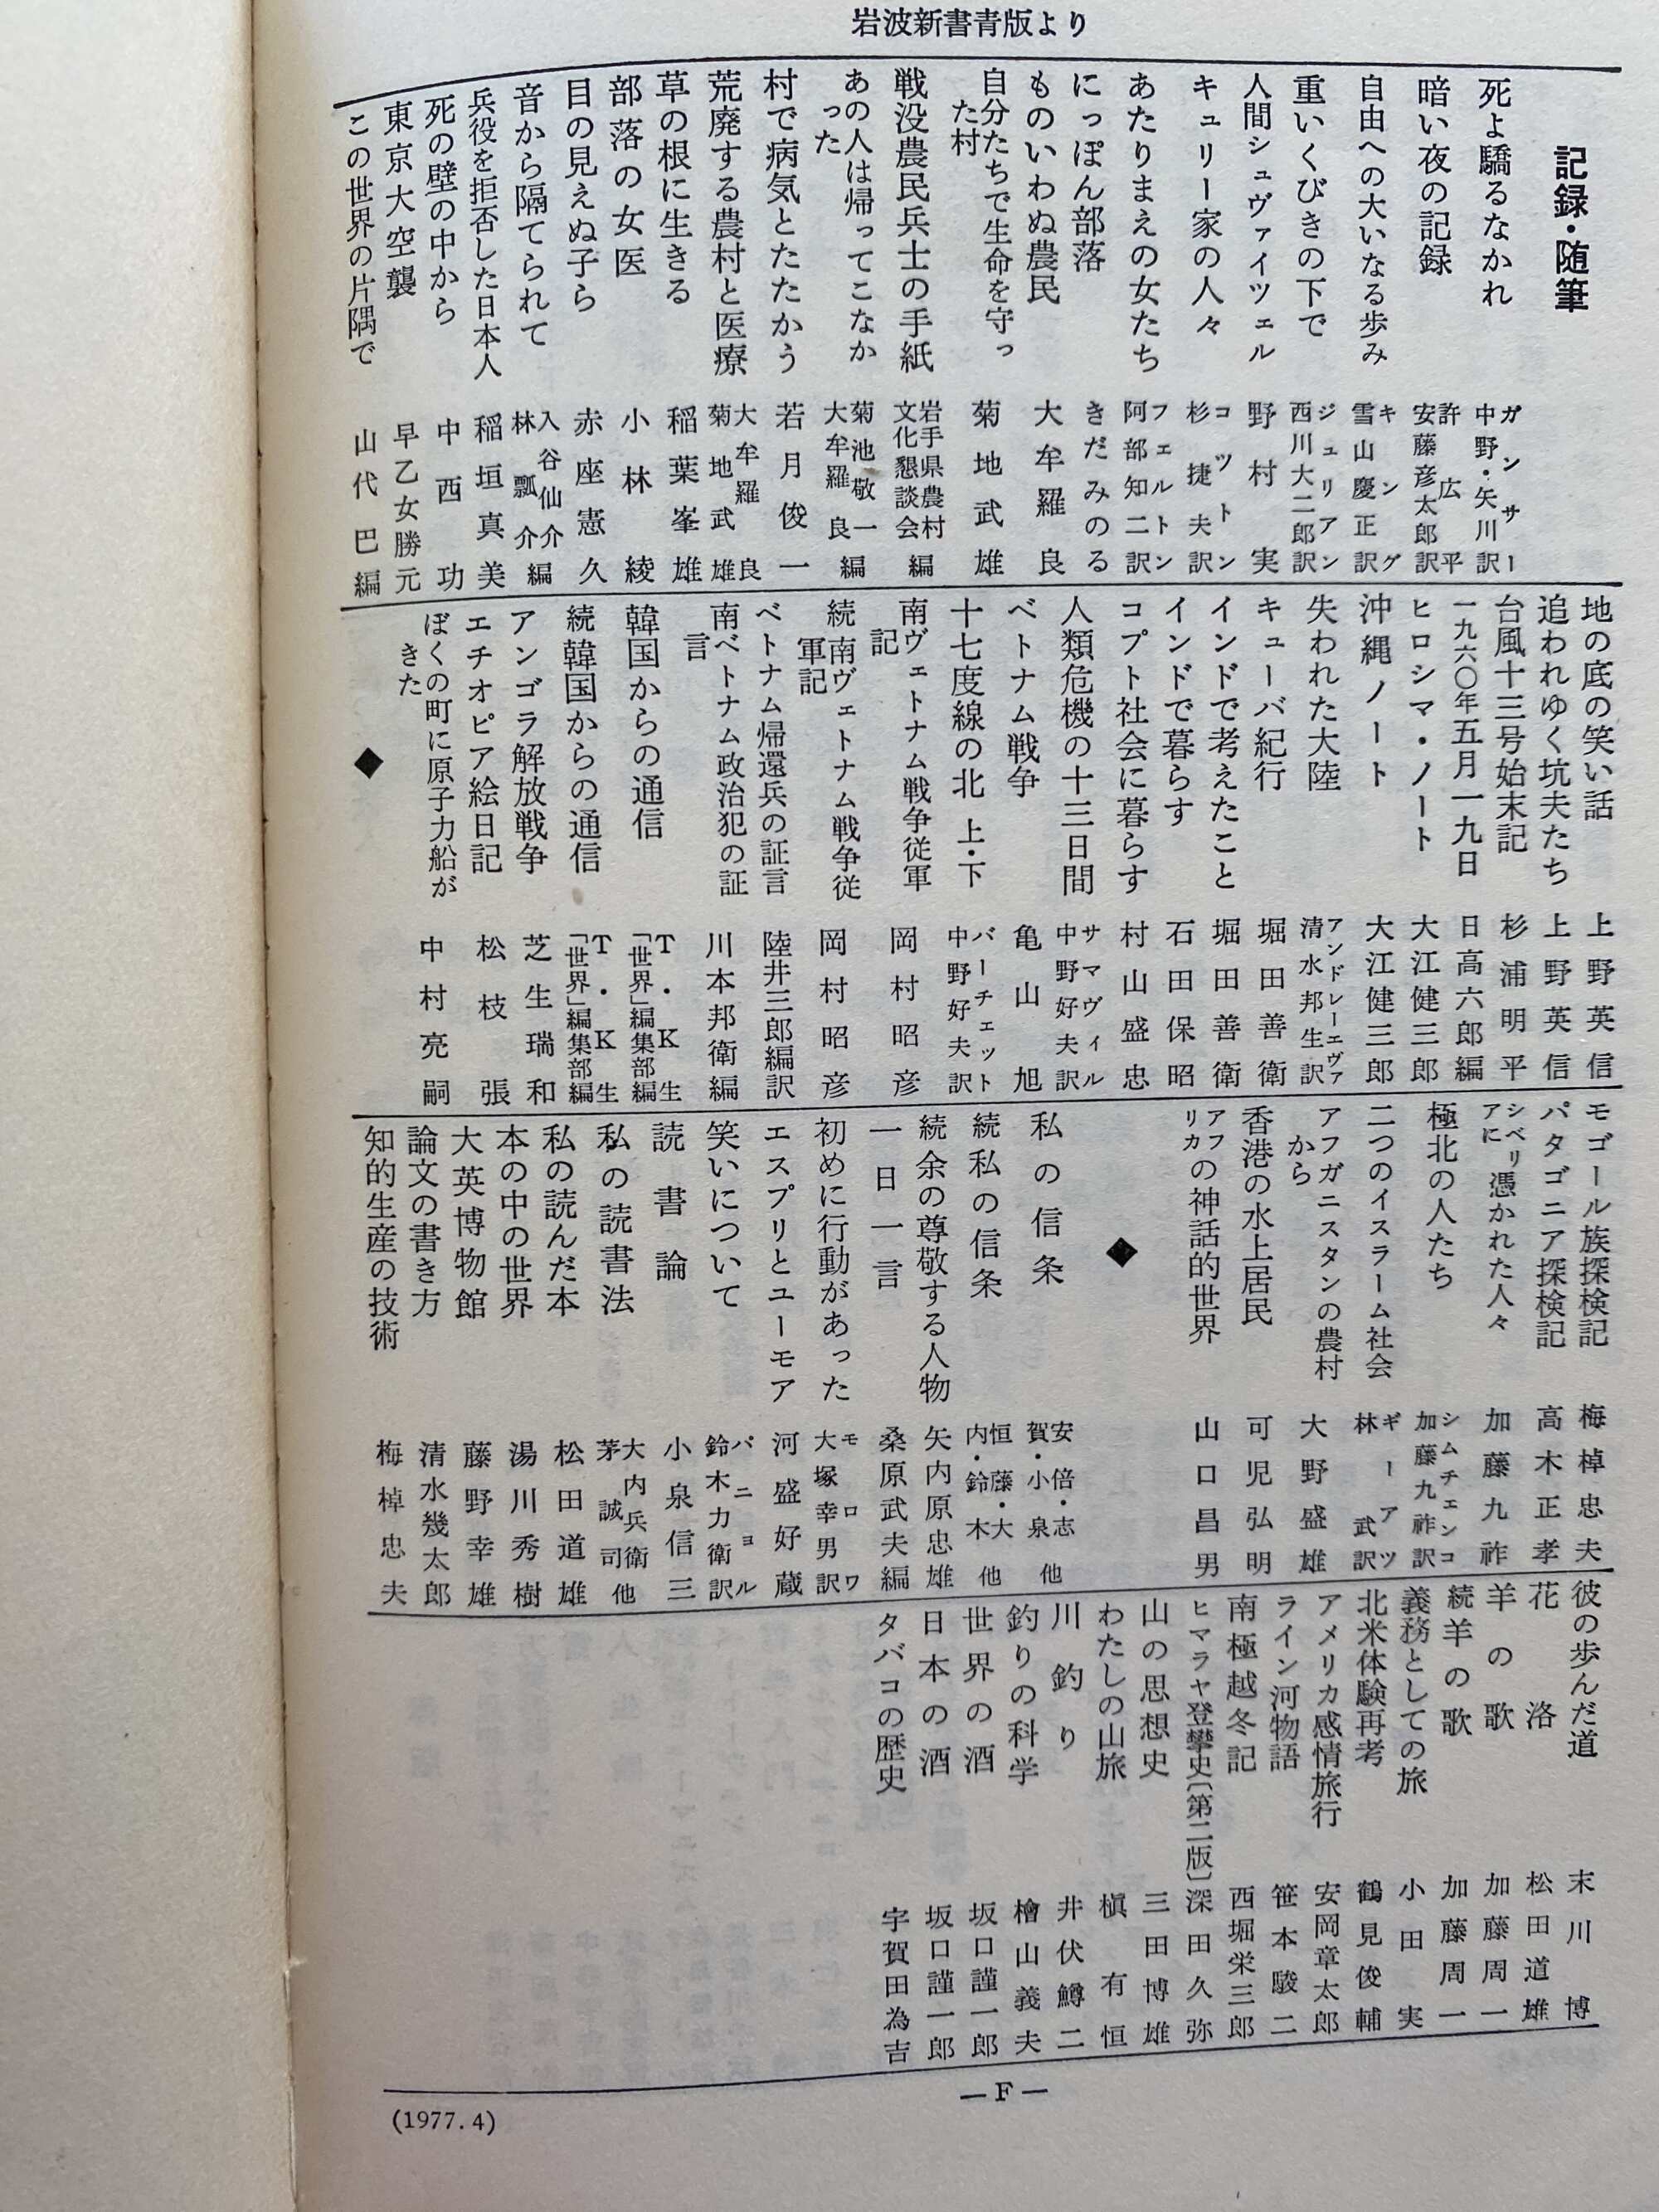 岩波新書青版より
記録・随筆
死よ驕るなかれ ガンサー 中野・矢川訳
暗い夜の記録 許広平 安藤彦太郎訳
自由への大いなる歩み キング 雪山慶正訳
重いくびきの下で ジュリアン 西川大二郎訳
人間シュヴァイツェル 野村実
キュリー家の人々 コットン 杉捷夫訳
あたりまえの女たち フェルトン 阿部知二訳
にっぽん部落 きだみのる
ものいわぬ農民 大牟羅良
自分たちで生命を守った村 菊地武雄
戦没農民兵士の手紙 岩手県農村文化懇談会編
あの人は帰ってこなかった 菊池敬一 大牟羅良編
村で病気とたたかう 若月俊一
荒廃する農村と医療 大牟羅良 菊地武雄
草の根に生きる 稲葉峯雄
部落の女医 小林綾
目の見えぬ子ら 赤座憲久
音から隔てられて 入谷仙介 林瓢介編
兵役を拒否した日本人 稲垣真美
死の壁の中から 中西功
東京大空襲 早乙女勝元
この世界の片隅で 山代巴編
地の底の笑い話 上野英信
追われゆく坑夫たち 上野英信
台風十三号始末記 杉浦明平
一九六〇年五月一九日 日高六郎編
ヒロシマ・ノート 大江健三郎
沖縄ノート 大江健三郎
失われた大陸 アンドレーエヴァ 清水邦生訳
キューバ紀行 堀田善衛
インドで考えたこと 堀田善衛
インドで暮らす 石田保昭
コプト社会に暮らす 村山盛忠
人類危機の十三日間 サマヴィル 中野好夫訳
ベトナム戦争 亀山旭
十七度線の北 上・下 バーチェット 中野好夫訳
南ヴェトナム戦争従軍記 岡村昭彦
続南ヴェトナム戦争従軍記 岡村昭彦
ベトナム帰還兵の証言 陸井三郎編訳
南ベトナム政治犯の証言 川本邦衛編
韓国からの通信 T・K生 「世界」編集部編
続韓国からの通信 T・K生 「世界」編集部編
アンゴラ解放戦争 芝生瑞和
エチオピア絵日記 松枝張
ぼくの町に原子力船がきた 中村亮嗣
◆
モゴール族探検記 梅棹忠夫
パタゴニア探検記 高木正孝
シベリアに憑かれた人々 加藤九祚
極北の人たち シムチェンコ 加藤九祚訳
二つのイスラーム社会 ギーアツ 林武訳
アフガニスタンの農村から 大野盛雄
香港の水上居民 可児弘明
アフリカの神話的世界 山口昌男
◆
私の信条 安倍・志賀・小泉他
続私の信条 恒藤・大内・鈴木他
続余の尊敬する人物 矢内原忠雄
一日一言 桑原武夫編
初めに行動があった モロワ 大塚幸男訳
エスプリとユーモア 河盛好蔵
笑いについて パニョル 鈴木力衛訳
読書論 小泉信三
私の読書法 大内兵衛 茅誠司他
私の読んだ本 松田道雄
本の中の世界 湯川秀樹
大英博物館 藤野幸雄
論文の書き方 清水幾太郎
知的生産の技術 梅棹忠夫
彼の歩んだ道 末川博
花洛 松田道雄
羊の歌 加藤周一
続羊の歌 加藤周一
義務としての旅 小田実
北米体験再考 鶴見俊輔
アメリカ感情旅行 安岡章太郎
ライン河物語 笹本駿二
南極越冬記 西堀栄三郎
ヒマラヤ登攀史〔第二版〕 深田久弥
山の思想史 三田博雄
わたしの山旅 槇有恒
川釣り 井伏鱒二
釣りの科学 檜山義夫
世界の酒 坂口謹一郎
日本の酒 坂口謹一郎
タバコの歴史 宇賀田為吉
—F—
(1977.4)